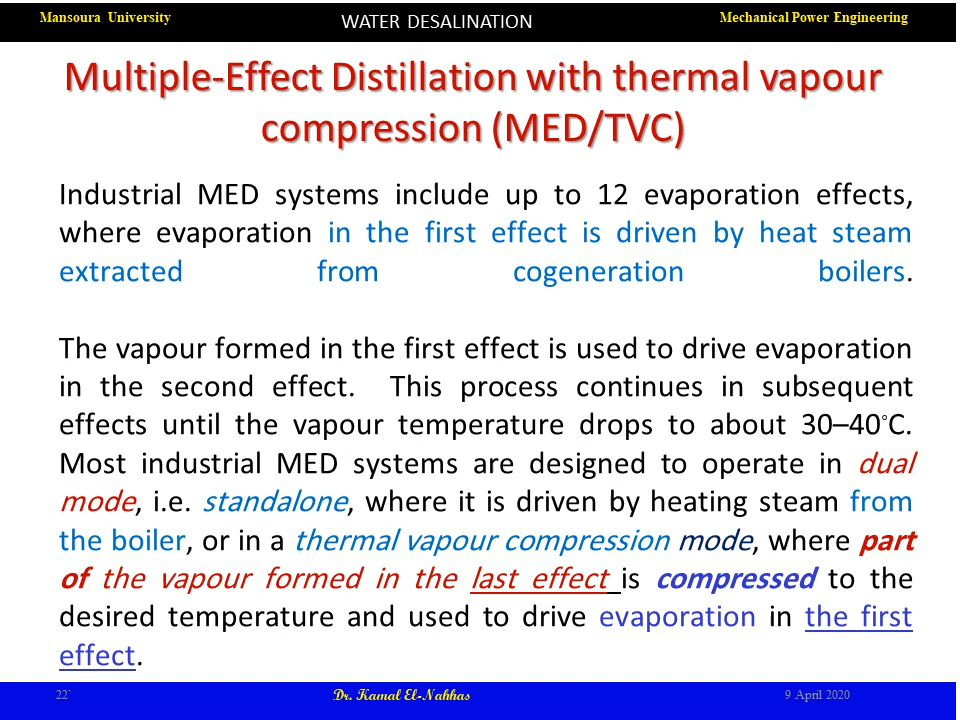 Mansoura University
WATER DESALINATION
Mechanical Power Engineering
Multiple-Effect Distillation with thermal vapour
compression (MED/TVC)
Industrial MED systems include up to 12 evaporation effects,
where evaporation in the first effect is driven by heat steam
extracted from cogeneration boilers.
The vapour formed in the first effect is used to drive evaporation
in the second effect. This process continues in subsequent
effects until the vapour temperature drops to about 30–40°C.
Most industrial MED systems are designed to operate in dual
mode, i.e. standalone, where it is driven by heating steam from
the boiler, or in a thermal vapour compression mode, where part
of the vapour formed in the last effect is compressed to the
desired temperature and used to drive evaporation in the first
effect.
22`
Dr. Kamal El-Nahhas
9 April 2020